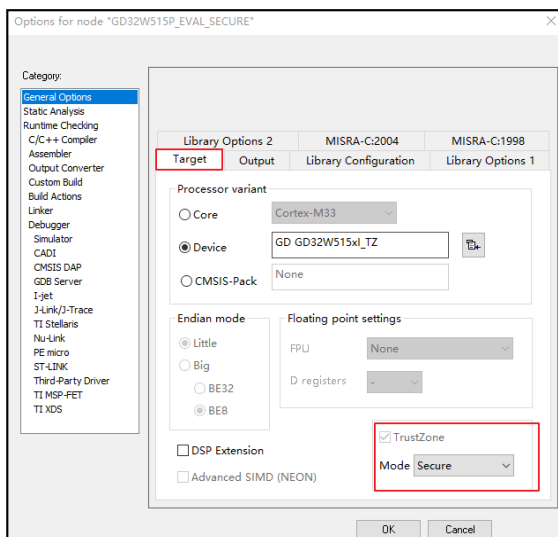 Options for node "GD32W515P_EVAL_SECURE"
Category:
General Options
Static Analysis
Runtime Checking
C/C++ Compiler
Assembler
Output Converter
Custom Build
Build Actions
Linker
Debugger
Simulator
CADI
CMSIS DAP
GDB Server
I-jet
J-Link/J-Trace
TI Stellaris
Nu-Link
PE micro
ST-LINK
Third-Party Driver
TI MSP-FET
TI XDS
Library Options 2 MISRA-C:2004 MISRA-C:1998
Target Output Library Configuration Library Options 1
Processor variant
Core Cortex-M33
Device GD GD32W515xI_TZ
CMSIS-Pack None
Endian mode
Little
Big
BE32
BE8
Floating point settings
FPU None
D registers -
DSP Extension
Advanced SIMD (NEON)
TrustZone
Mode Secure
OK Cancel